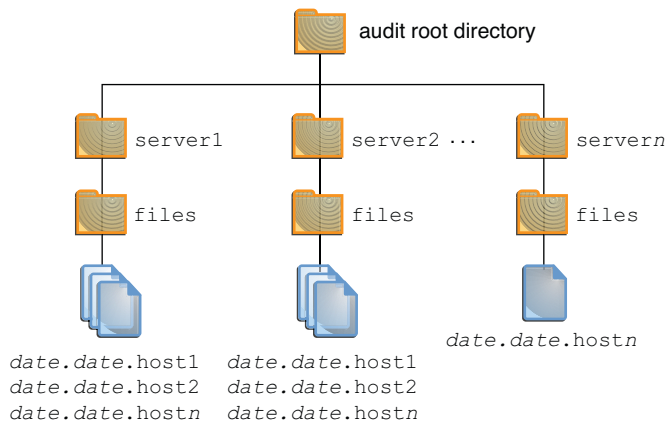 audit root directory
server1
server2 ...
servern
files
files
files
date.date.host1
date.date.host2
date.date.hostn
date.date.host1
date.date.host2
date.date.hostn
date.date.hostn